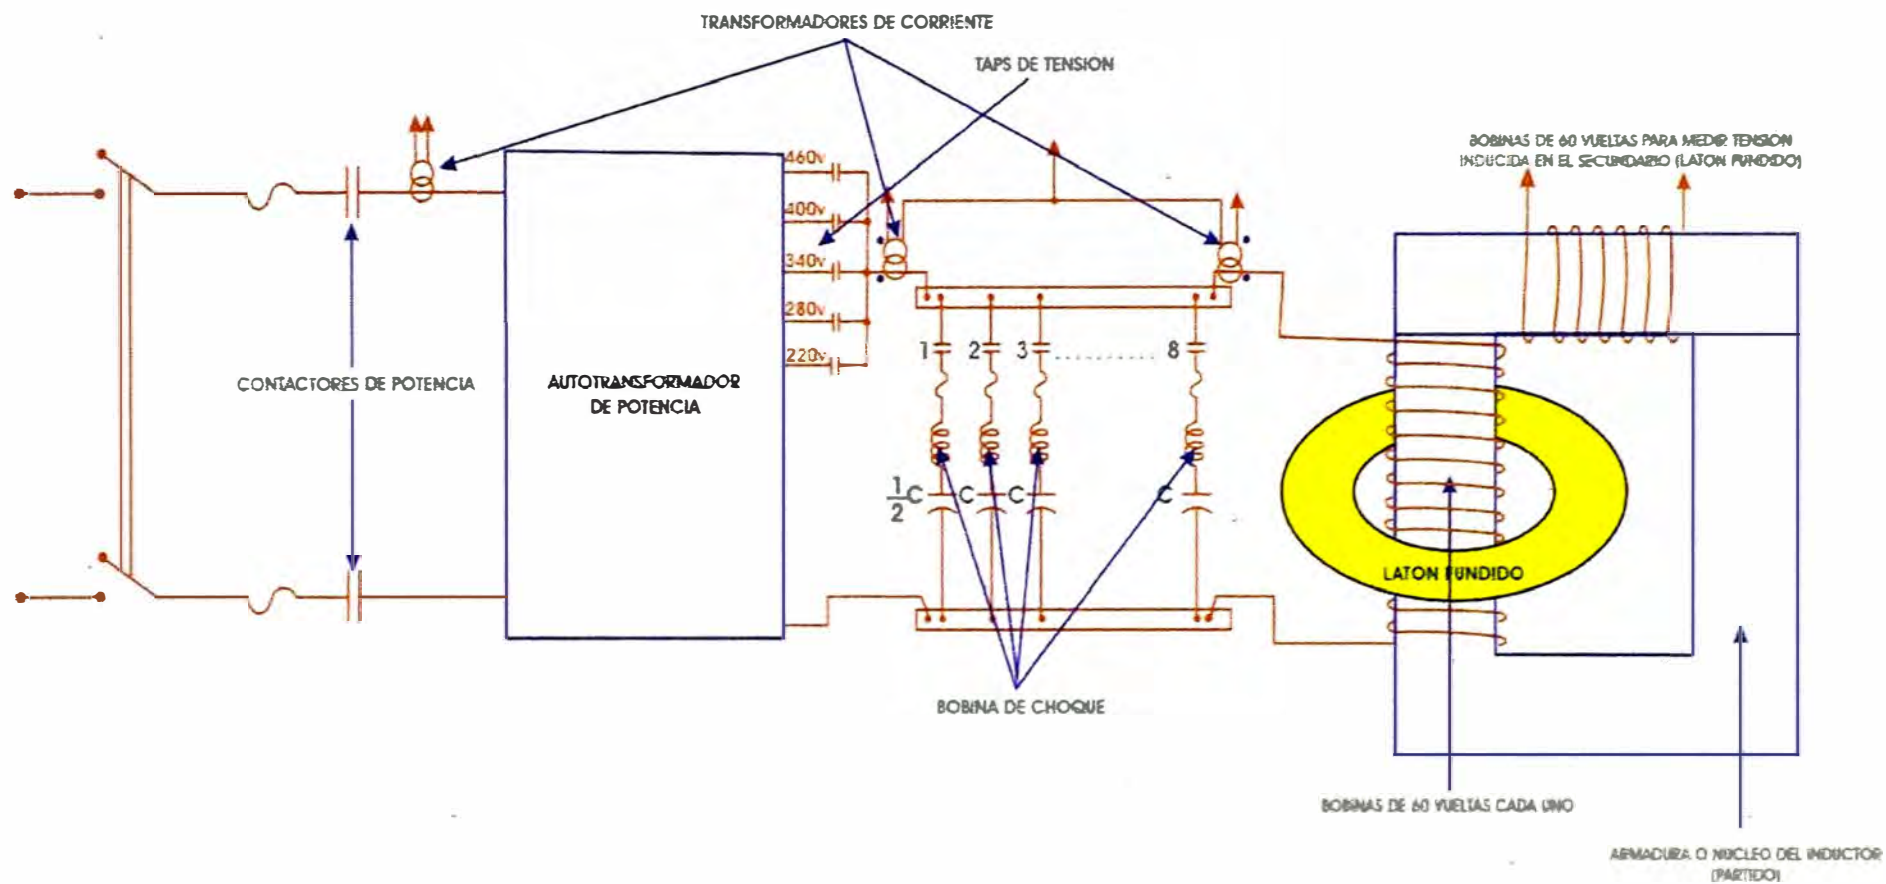 TRANSFORMADORES DE CORRIENTE
TAPS DE TENSION
BOBINAS DE 60 VUELTAS PARA MEDIR TENSION
INDUCIDA EN EL SECUNDARIO (LATON FUNDIDO)
460v
400v
340v
280v
220v
CONTACTORES DE POTENCIA
AUTOTRANSFORMADOR
DE POTENCIA
1 2 3 ............ 8
1/2 C C C C
LATON FUNDIDO
BOBINA DE CHOQUE
BOBINAS DE 60 VUELTAS CADA UNO
ARMADURA O NUCLEO DEL INDUCTOR
(PARTIDO)